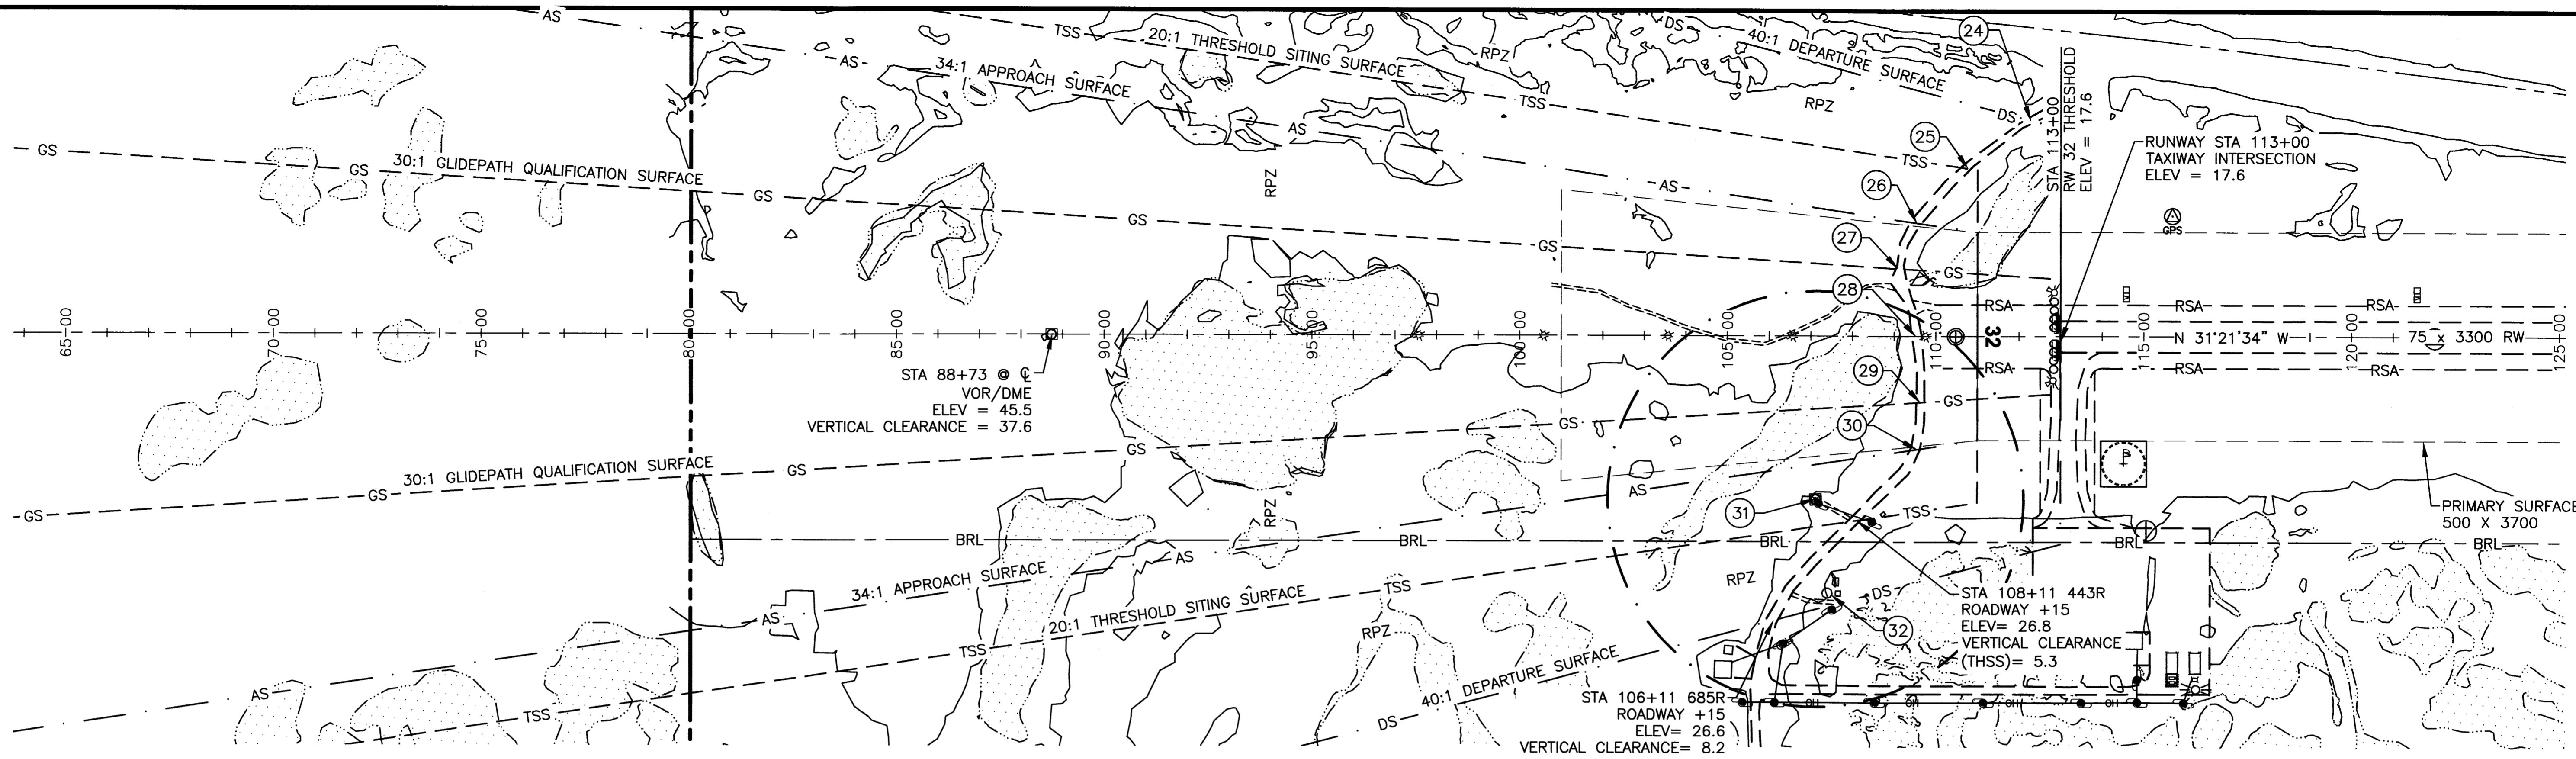 AS
TSS
20:1 THRESHOLD SITING SURFACE
RPZ
DS
40:1 DEPARTURE SURFACE
24
AS
34:1 APPROACH SURFACE
TSS
RPZ
DS
STA 113+00
RW 32 THRESHOLD
ELEV = 17.6
RUNWAY STA 113+00
TAXIWAY INTERSECTION
ELEV = 17.6
GS
30:1 GLIDEPATH QUALIFICATION SURFACE
GS
GS
GS
GS
GS
AS
AS
RPZ
TSS
25
26
27
28
GPS
RSA
RSA
RSA
65+00
70+00
75+00
80+00
85+00
90+00
95+00
100+00
105+00
110+00
32
115+00
N 31°21'34" W
120+00
75 x 3300 RW
125+00
STA 88+73 @ ℄
VOR/DME
ELEV = 45.5
VERTICAL CLEARANCE = 37.6
RSA
RSA
RSA
29
30
31
GS
30:1 GLIDEPATH QUALIFICATION SURFACE
GS
GS
GS
GS
GS
RPZ
AS
TSS
PRIMARY SURFACE
500 X 3700
BRL
BRL
BRL
BRL
BRL
AS
34:1 APPROACH SURFACE
AS
AS
TSS
20:1 THRESHOLD SITING SURFACE
TSS
TSS
RPZ
RPZ
DS
STA 108+11 443R
ROADWAY +15
ELEV= 26.8
VERTICAL CLEARANCE
(THSS)= 5.3
32
40:1 DEPARTURE SURFACE
DS
STA 106+11 685R
ROADWAY +15
ELEV= 26.6
VERTICAL CLEARANCE= 8.2
OH
OH
OH
OH